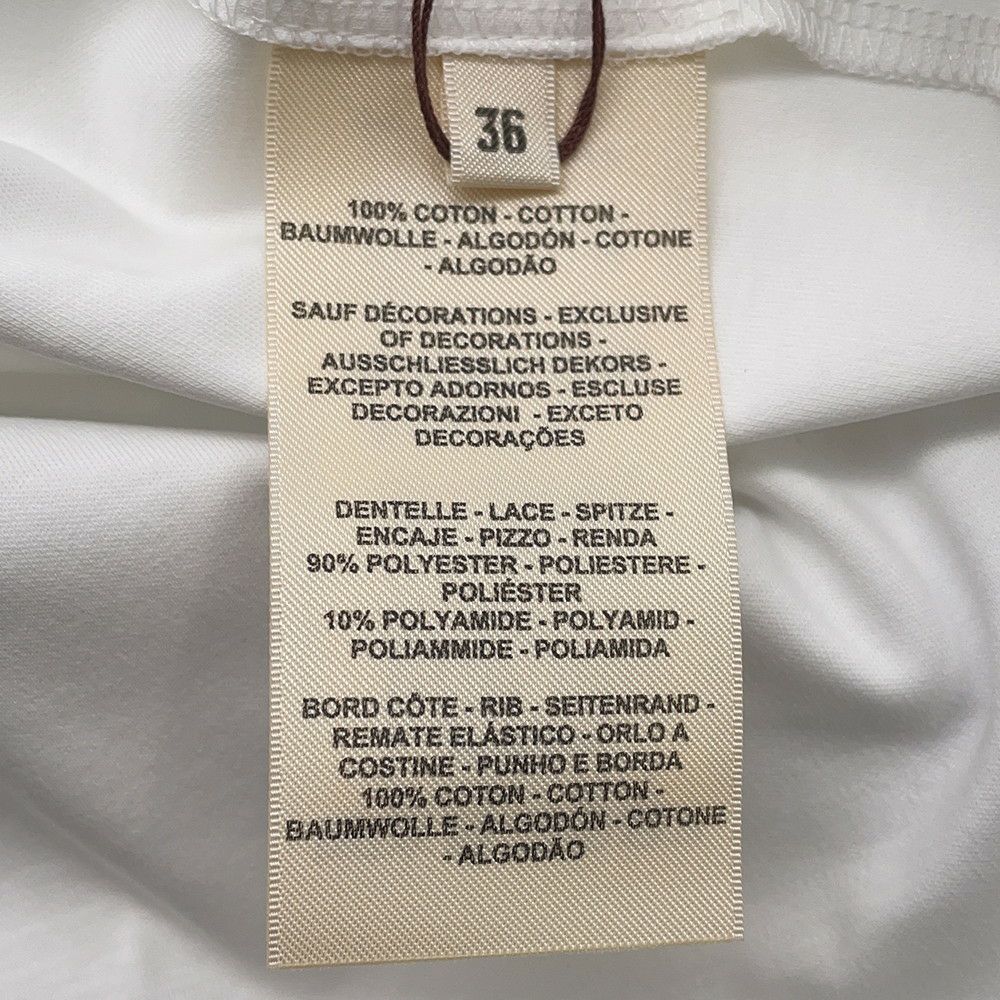 36
100% COTON - COTTON -
BAUMWOLLE - ALGODÓN - COTONE
- ALGODÃO
SAUF DÉCORATIONS - EXCLUSIVE
OF DECORATIONS -
AUSSCHLIESSLICH DEKORS -
EXCEPTO ADORNOS - ESCLUSE
DECORAZIONI - EXCETO
DECORAÇÕES
DENTELLE - LACE - SPITZE -
ENCAJE - PIZZO - RENDA
90% POLYESTER - POLIESTERE -
POLIÉSTER
10% POLYAMIDE - POLYAMID -
POLIAMMIDE - POLIAMIDA
BORD CÔTE - RIB - SEITENRAND -
REMATE ELÁSTICO - ORLO A
COSTINE - PUNHO E BORDA
100% COTON - COTTON -
BAUMWOLLE - ALGODÓN - COTONE
- ALGODÃO